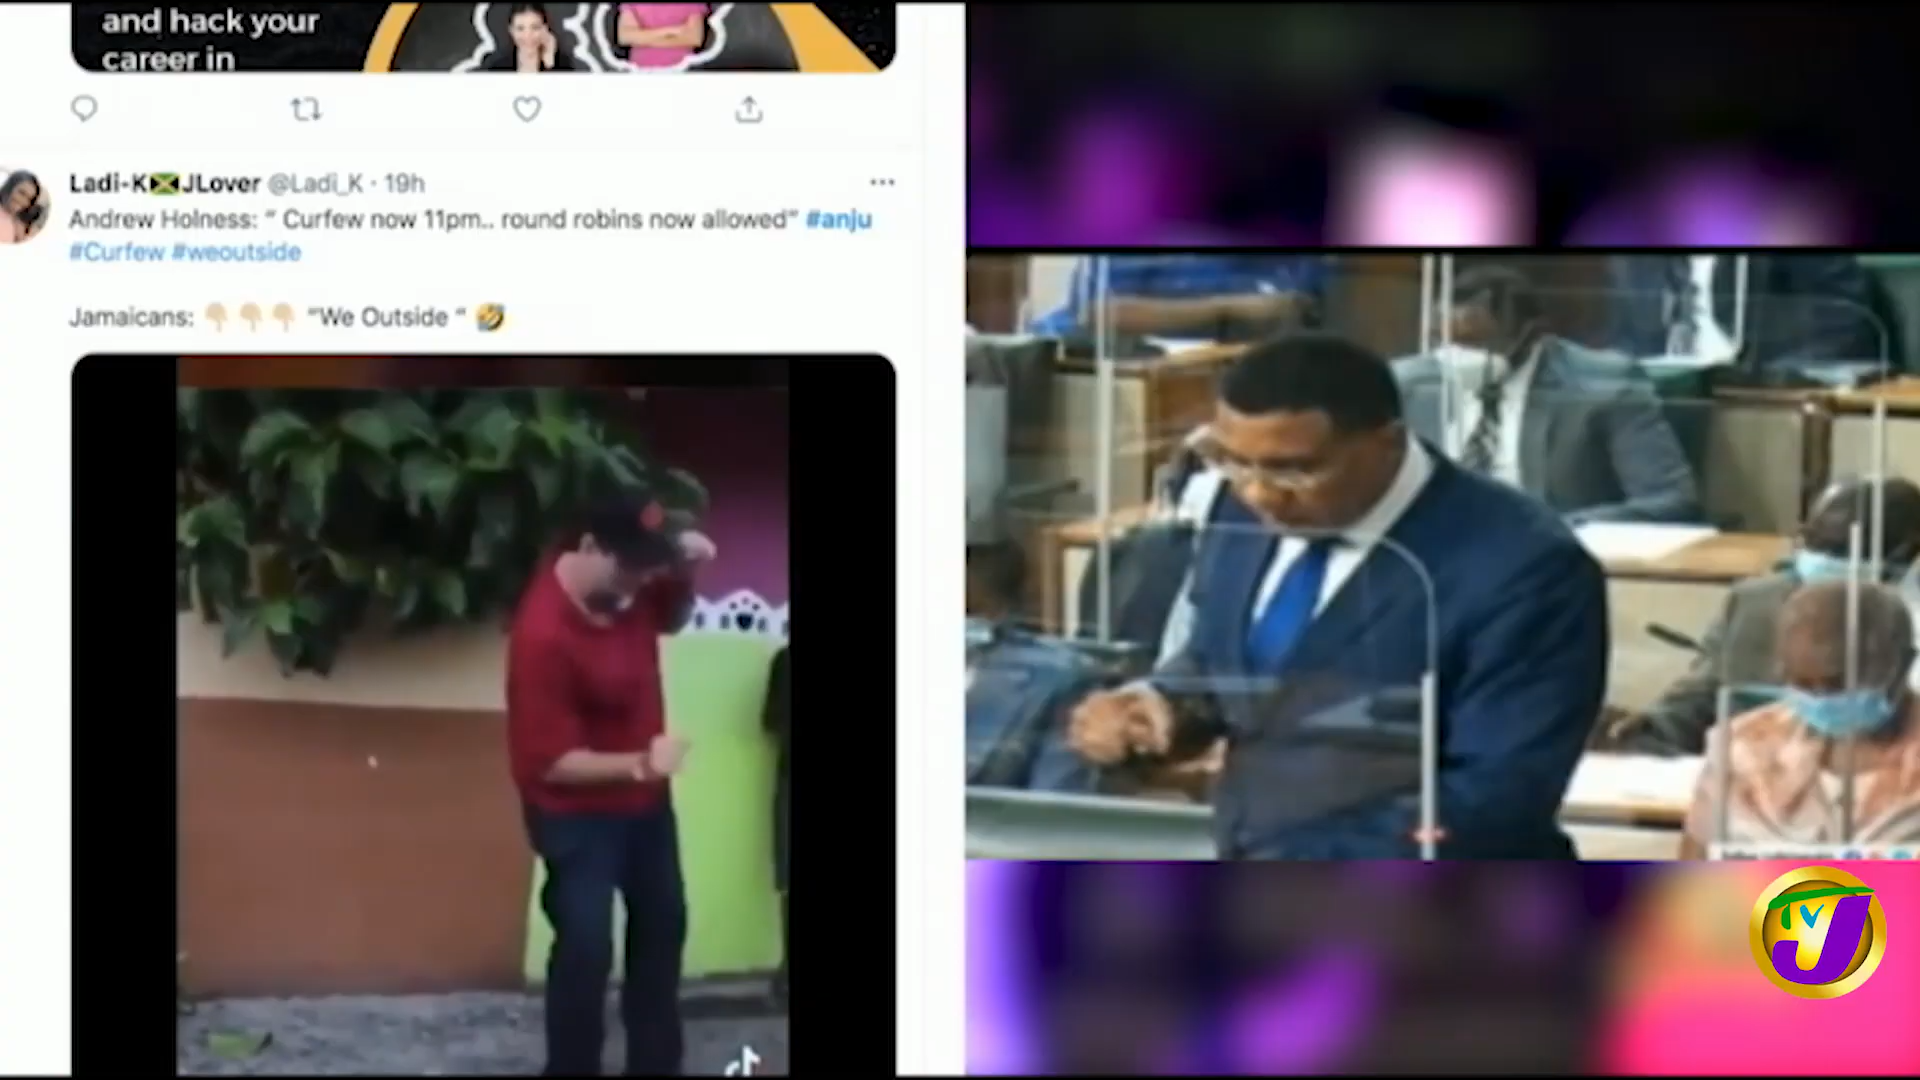 and hack your
career in
Ladi-K🇯🇲JLover @Ladi_K · 19h
Andrew Holness: “ Curfew now 11pm.. round robins now allowed” #anju
#Curfew #weoutside
Jamaicans: 👇🏼👇🏼👇🏼 “We Outside “ 🤣
TVJ